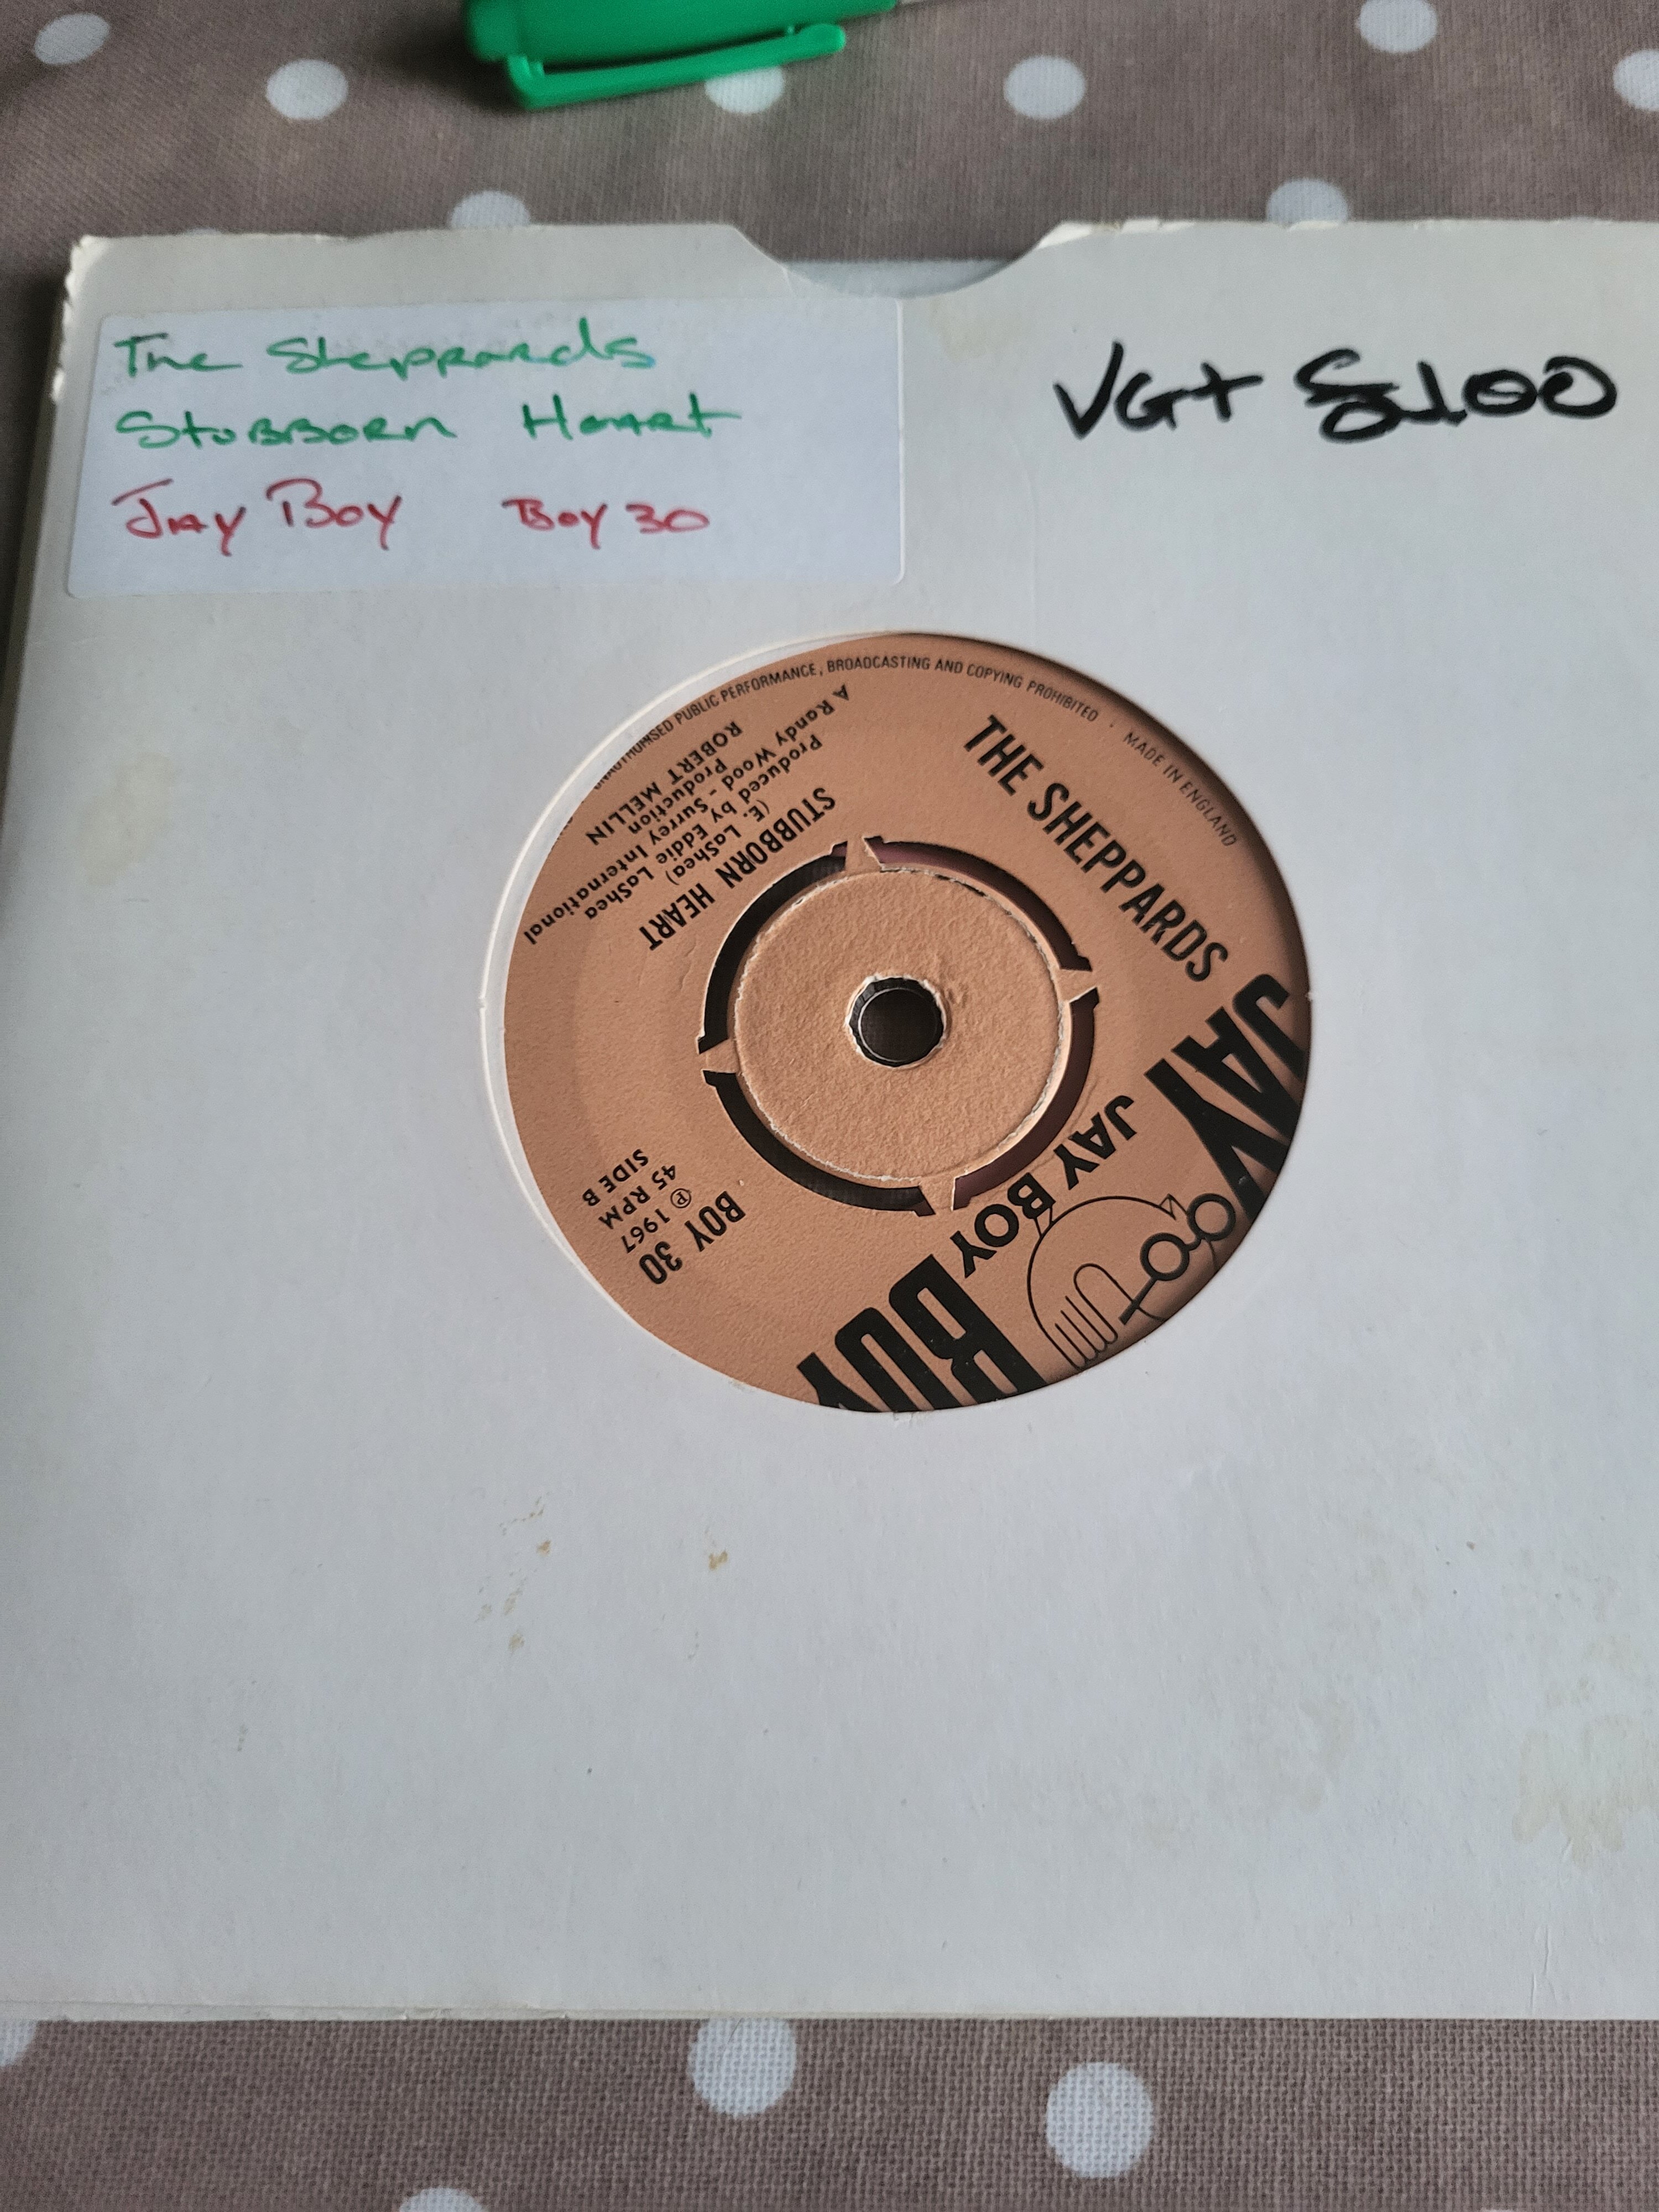 The Sheppards
Stubborn Heart
Jay Boy Boy 30
VG+ £100
UNAUTHORISED PUBLIC PERFORMANCE, BROADCASTING AND COPYING PROHIBITED · MADE IN ENGLAND
JAY BOY
JAY BOY
BOY 30
℗ 1967
45 RPM
SIDE B
THE SHEPPARDS
STUBBORN HEART
(E. LaShea)
Produced by Eddie LaShea
A Randy Wood - Surrey International
Production
ROBERT MELLIN